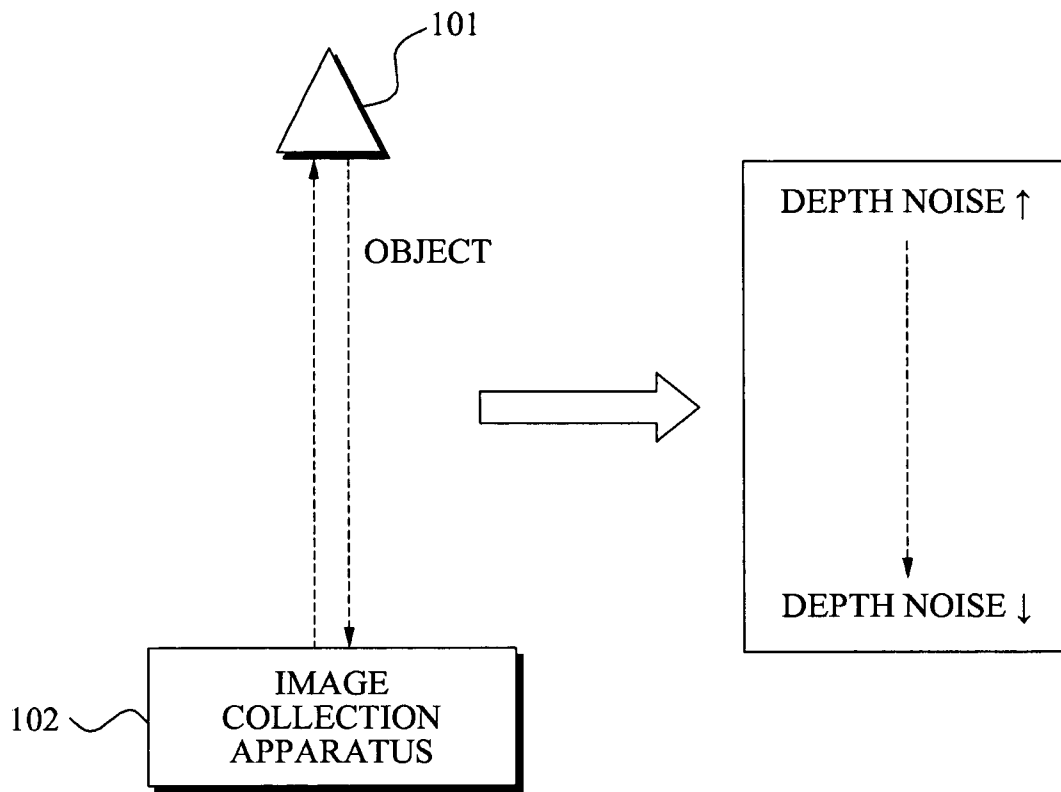 101
OBJECT
DEPTH NOISE ↑
DEPTH NOISE ↓
102
IMAGE
COLLECTION
APPARATUS